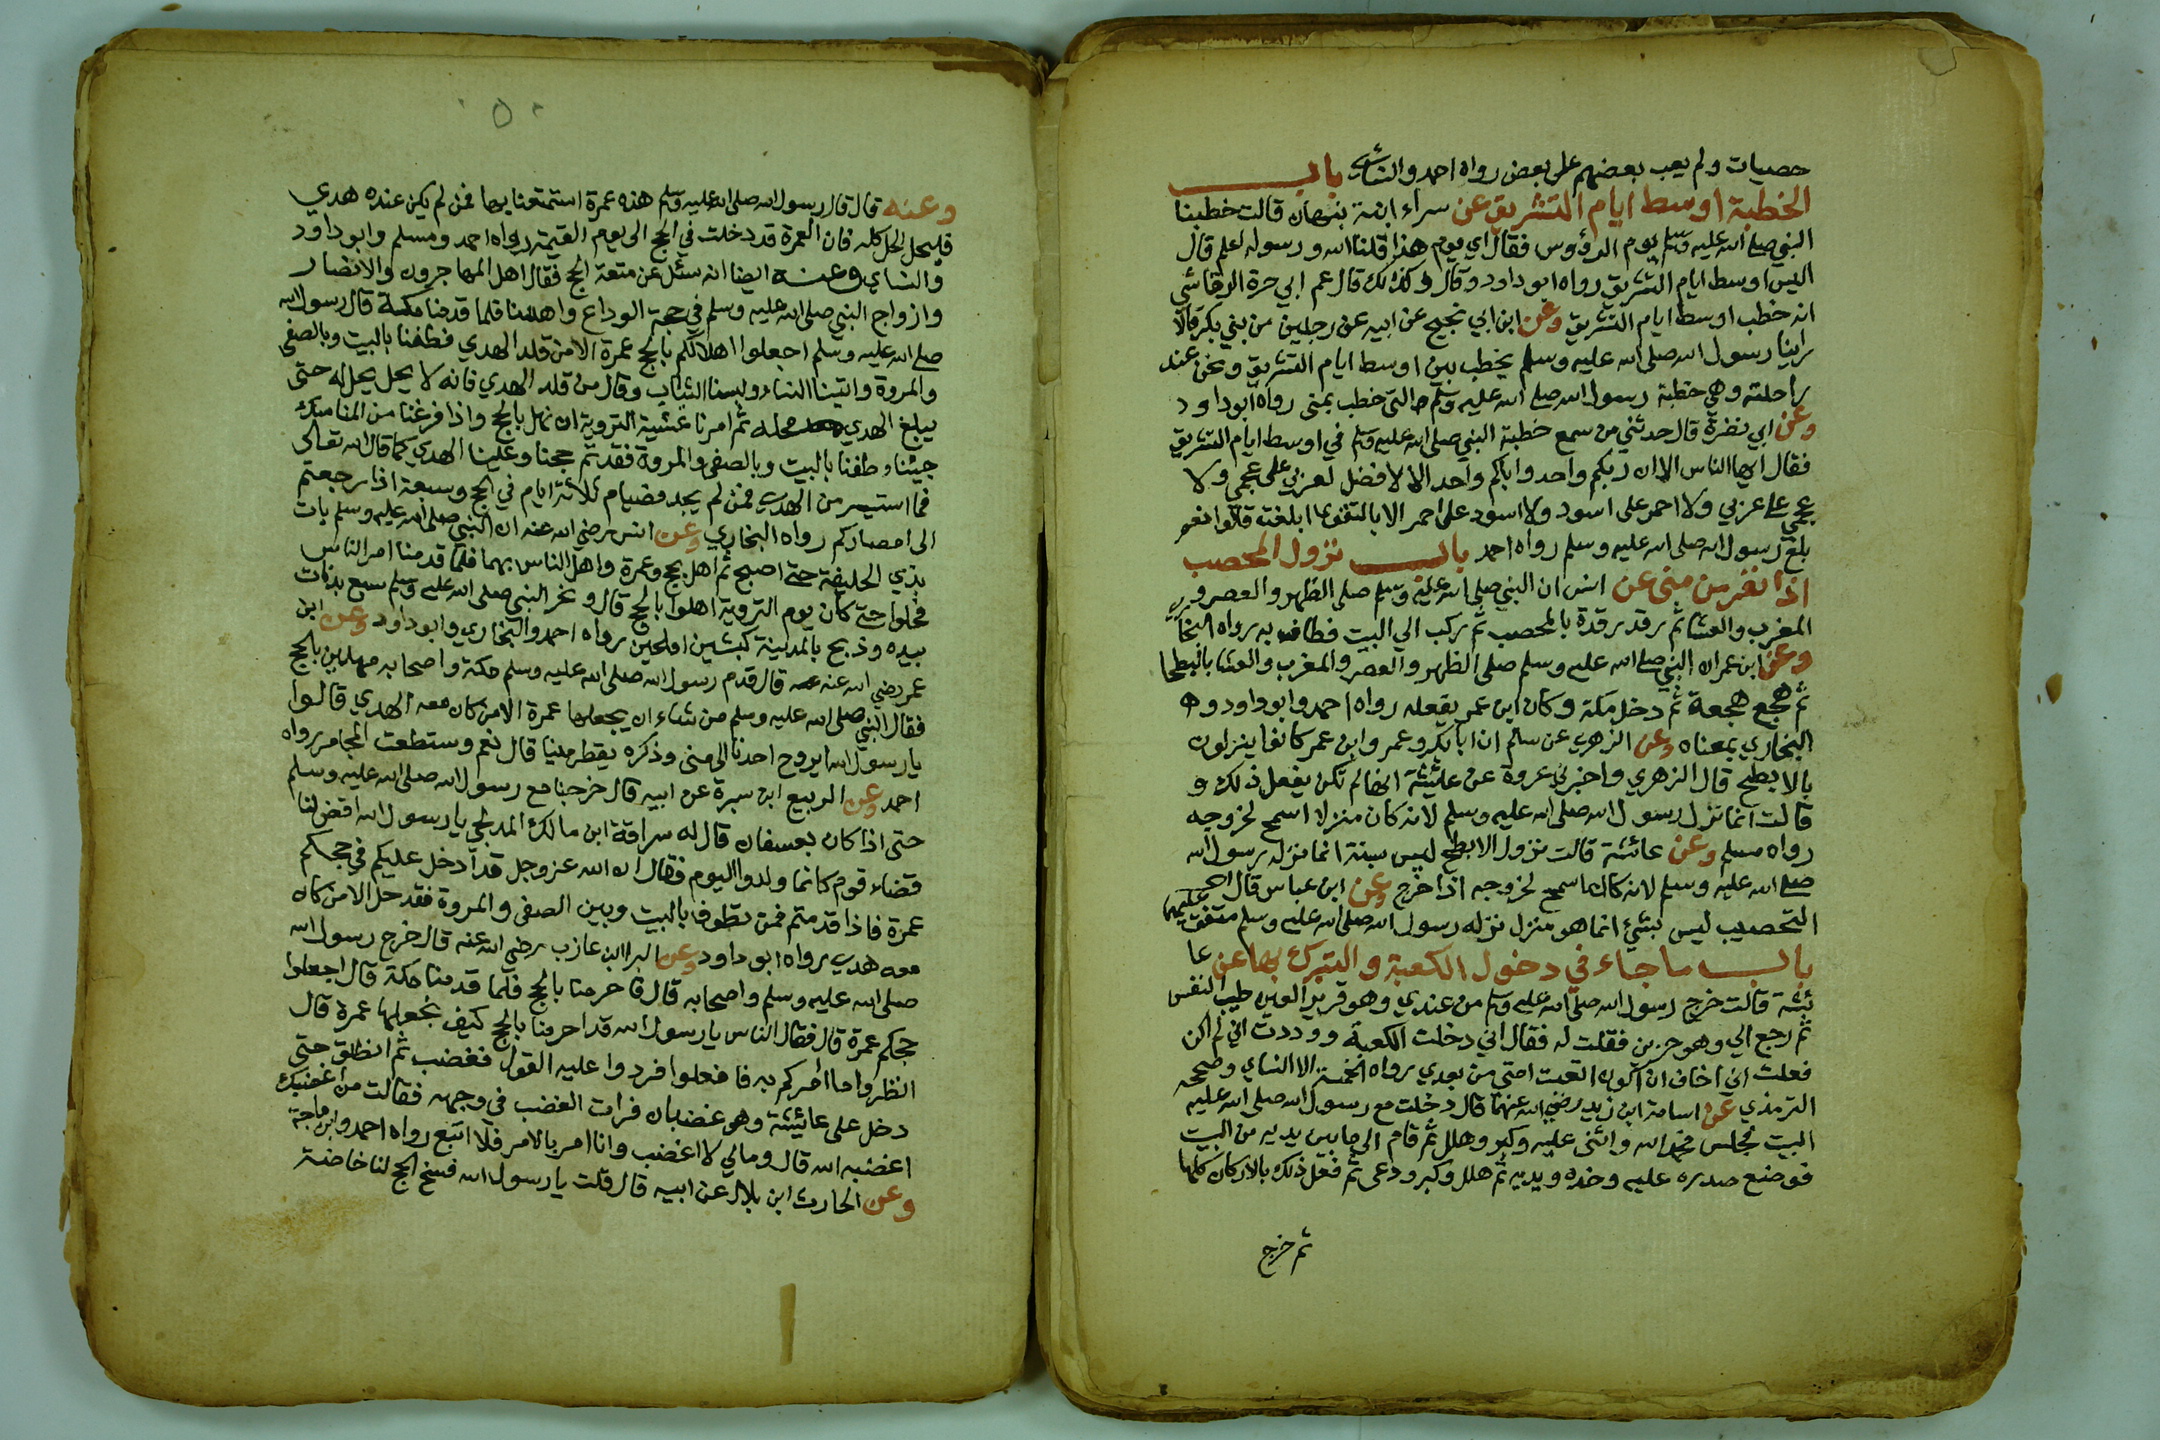 حصيات ولم يعب بعضهم على بعض رواه احمد والنسائي باب
الخطبة اوسط ايام التشريق عن سراء ابنة بنهان قالت خطبنا
النبي صلى الله عليه وسلم يوم الرؤوس فقال اي يوم هذا قلنا الله ورسوله اعلم قال
اليس اوسط ايام التشريق رواه ابو داود وقال وكذلك قال عم ابي حرة الرقاشي
انه خطب اوسط ايام التشريق وعن ابن ابي نجيح عن ابيه عن رجلين من بني بكر قالا
راينا رسول الله صلى الله عليه وسلم يخطب بين اوسط ايام التشريق ونحن عند
راحلته وهي خطبة رسول الله صلى الله عليه وسلم التي خطب بمنى رواه ابو داود
وعن ابي نضرة قال حدثني من سمع خطبة النبي صلى الله عليه وسلم في اوسط ايام التشريق
فقال ايها الناس الا ان ربكم واحد وابكم واحد الا لا فضل لعربي على عجمي ولا
عجمي على عربي ولا احمر على اسود ولا اسود على احمر الا بالتقوى ابلغته قالوا نعم
بلغ رسول الله صلى الله عليه وسلم رواه احمد باب نزول المحصب
اذا نفر من منى عن انس ان النبي صلى الله عليه وسلم صلى الظهر والعصر و
المغرب والعشا ثم رقد رقدة بالمحصب ثم ركب الى البيت فطاف به رواه البخا
وعن ابن عمر ان النبي صلى الله عليه وسلم صلى الظهر والعصر والمغرب والعشا بالبطحا
ثم هجع هجعة ثم دخل مكة وكان ابن عمر يفعله رواه احمد وابو داود و
البخاري بمعناه وعن الزهري عن سالم ان ابا بكر وعمر وابن عمر كانوا ينزلون
بالابطح قال الزهري واخبرني عروة عن عائشة انها لم تكن يفعل ذلك و
قالت انما نزل رسول الله صلى الله عليه وسلم لانه كان منزلا اسمح لخروجه
رواه مسلم وعن عائشة قالت نزول الابطح ليس سنة انما نزله رسول الله
صلى الله عليه وسلم لانه كان اسمح لخروجه اذا خرج وعن ابن عباس قال
التحصيب ليس بشيء انما هو منزل نزله رسول الله صلى الله عليه وسلم متفق عليهما
باب ما جاء في دخول الكعبة والتبرك بها عن عا
ئشة قالت خرج رسول الله صلى الله عليه وسلم من عندي وهو قرير العين طيب النفس
ثم رجع الي وهو حزين فقلت له فقال اني دخلت الكعبة ووددت اني لم اكن
فعلت اني اخاف ان اكون اتعبت امتي من بعدي رواه الخمسة الا النساي وصححه
الترمذي عن اسامة ابن زيد رضي الله عنهما قال دخلت مع رسول الله صلى الله عليه
البيت فجلس فحمد الله واثنى عليه وكبر وهلل ثم قام الى ما بين يديه من البيت
فوضع صدره عليه وخده ويديه ثم هلل وكبر ودعى ثم فعل ذلك بالاركان كلها
ثم خرج
٥٠
وعنه قال قال رسول الله صلى الله عليه وسلم هذه عمرة استمتعنا بها فمن لم يكن عنده هدي
فليحل الحل كله فان العمرة قد دخلت في الحج الى يوم القيمة رواه احمد ومسلم وابو داود
والنساي وعنه ايضا انه سئل عن متعة الحج فقال اهل المهاجرون والانصار
وازواج النبي صلى الله عليه وسلم في حجة الوداع واهللنا فلما قدمنا مكة قال رسول الله
صلى الله عليه وسلم اجعلوا اهلالكم بالحج عمرة الا من قلد الهدي فطفنا بالبيت وبالصفى
والمروة واتينا النساء ولبسنا الثياب وقال من قلد الهدي فانه لا يحل يحل له حتى
يبلغ الهدي محله ثم امرنا عشية التروية ان نهل بالحج واذا فرغنا من المناسك
جيئنا وطفنا بالبيت وبالصفى والمروة فقد تم حجنا وعلينا الهدي كما قال الله تعالى
فما استيسر من الهدي فمن لم يجد فصيام ثلاثة ايام في الحج وسبعة اذا رجعتم
الى امصاركم رواه البخاري وعن انس رضي الله عنه ان النبي صلى الله عليه وسلم بات
بذي الحليفة حتى اصبح ثم اهل بحج وعمرة واهل الناس بهما فلما قدمنا امر الناس
فحلوا حتى كان يوم التروية اهلوا بالحج قال ونحر النبي صلى الله عليه وسلم سبع بدنات
بيده وذبح بالمدينة كبشين املحين رواه احمد والبخاري وابو داود وعن ابن
عمر رضي الله عنه قال قدم رسول الله صلى الله عليه وسلم مكة واصحابه مهلين بالحج
فقال النبي صلى الله عليه وسلم من شاء ان يجعلها عمرة الا من كان معه الهدي قالوا
يا رسول الله ايروح احدنا الى منى وذكره يقطر منيا قال نعم وسطعت المجامر رواه
احمد وعن الربيع ابن سبرة عن ابيه قال خرجنا مع رسول الله صلى الله عليه وسلم
حتى اذا كان بعسفان قال له سراقة ابن مالك المدلجي يا رسول الله اقض لنا
قضاء قوم كانما ولدوا اليوم فقال ان الله عز وجل قد ادخل عليكم في حجكم
عمرة فاذا قدمتم فمن تطوف بالبيت وبين الصفى والمروة فقد حل الا من كان
معه هدي رواه ابو داود وعن البرا ابن عازب رضي الله عنه قال خرج رسول الله
صلى الله عليه وسلم واصحابه قال فاحرمنا بالحج فلما قدمنا مكة قال اجعلوا
حجكم عمرة قال فقال الناس يا رسول الله قد احرمنا بالحج كيف نجعلها عمرة قال
انظروا ما امركم به فافعلوا فردوا عليه القول فغضب ثم انطلق حتى
دخل على عائيشة وهو غضبان فرات الغضب في وجهه فقالت من اغضبك
اغضبه الله قال ومالي لا اغضب وانا امر بالامر فلا اتبع رواه احمد وابن ماجة
وعن الحارث ابن بلال عن ابيه قال قلت يا رسول الله فسخ الحج لنا خاصة